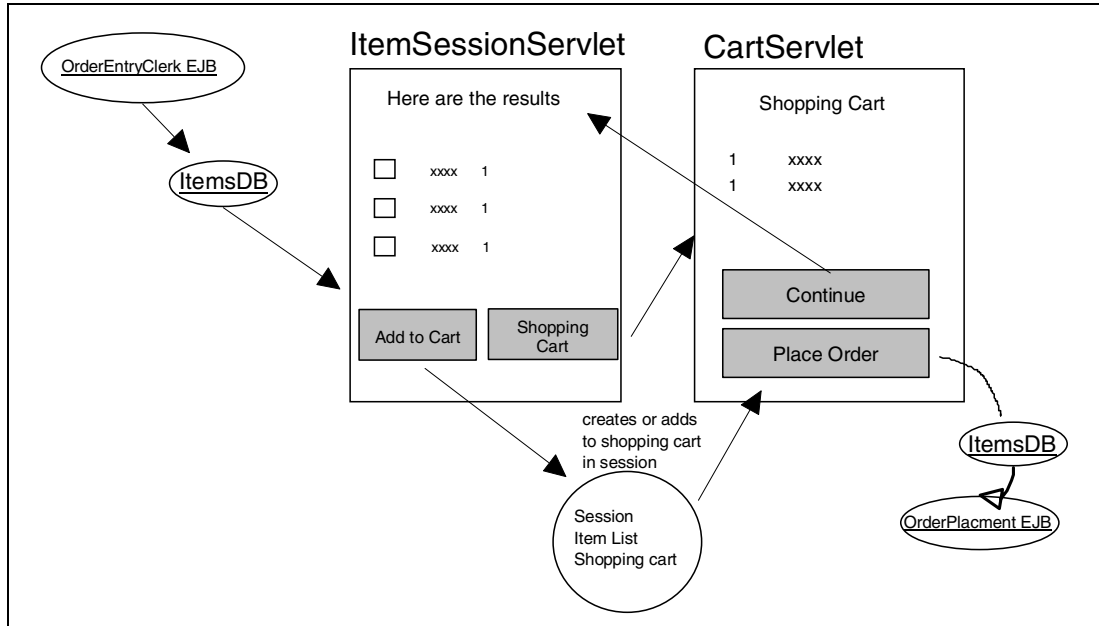 ItemSessionServlet
CartServlet
OrderEntryClerk EJB
ItemsDB
Here are the results
xxxx 1
xxxx 1
xxxx 1
Add to Cart
Shopping
Cart
Shopping Cart
1 xxxx
1 xxxx
Continue
Place Order
creates or adds
to shopping cart
in session
Session
Item List
Shopping cart
ItemsDB
OrderPlacment EJB